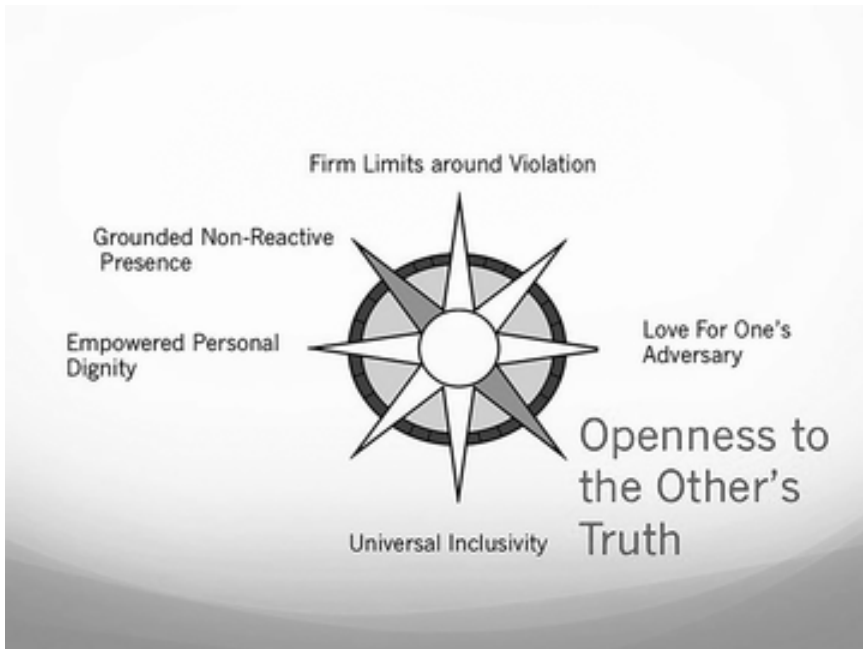 Firm Limits around Violation
Grounded Non-Reactive
Presence
Empowered Personal
Dignity
Love For One's
Adversary
Openness to
the Other's
Truth
Universal Inclusivity